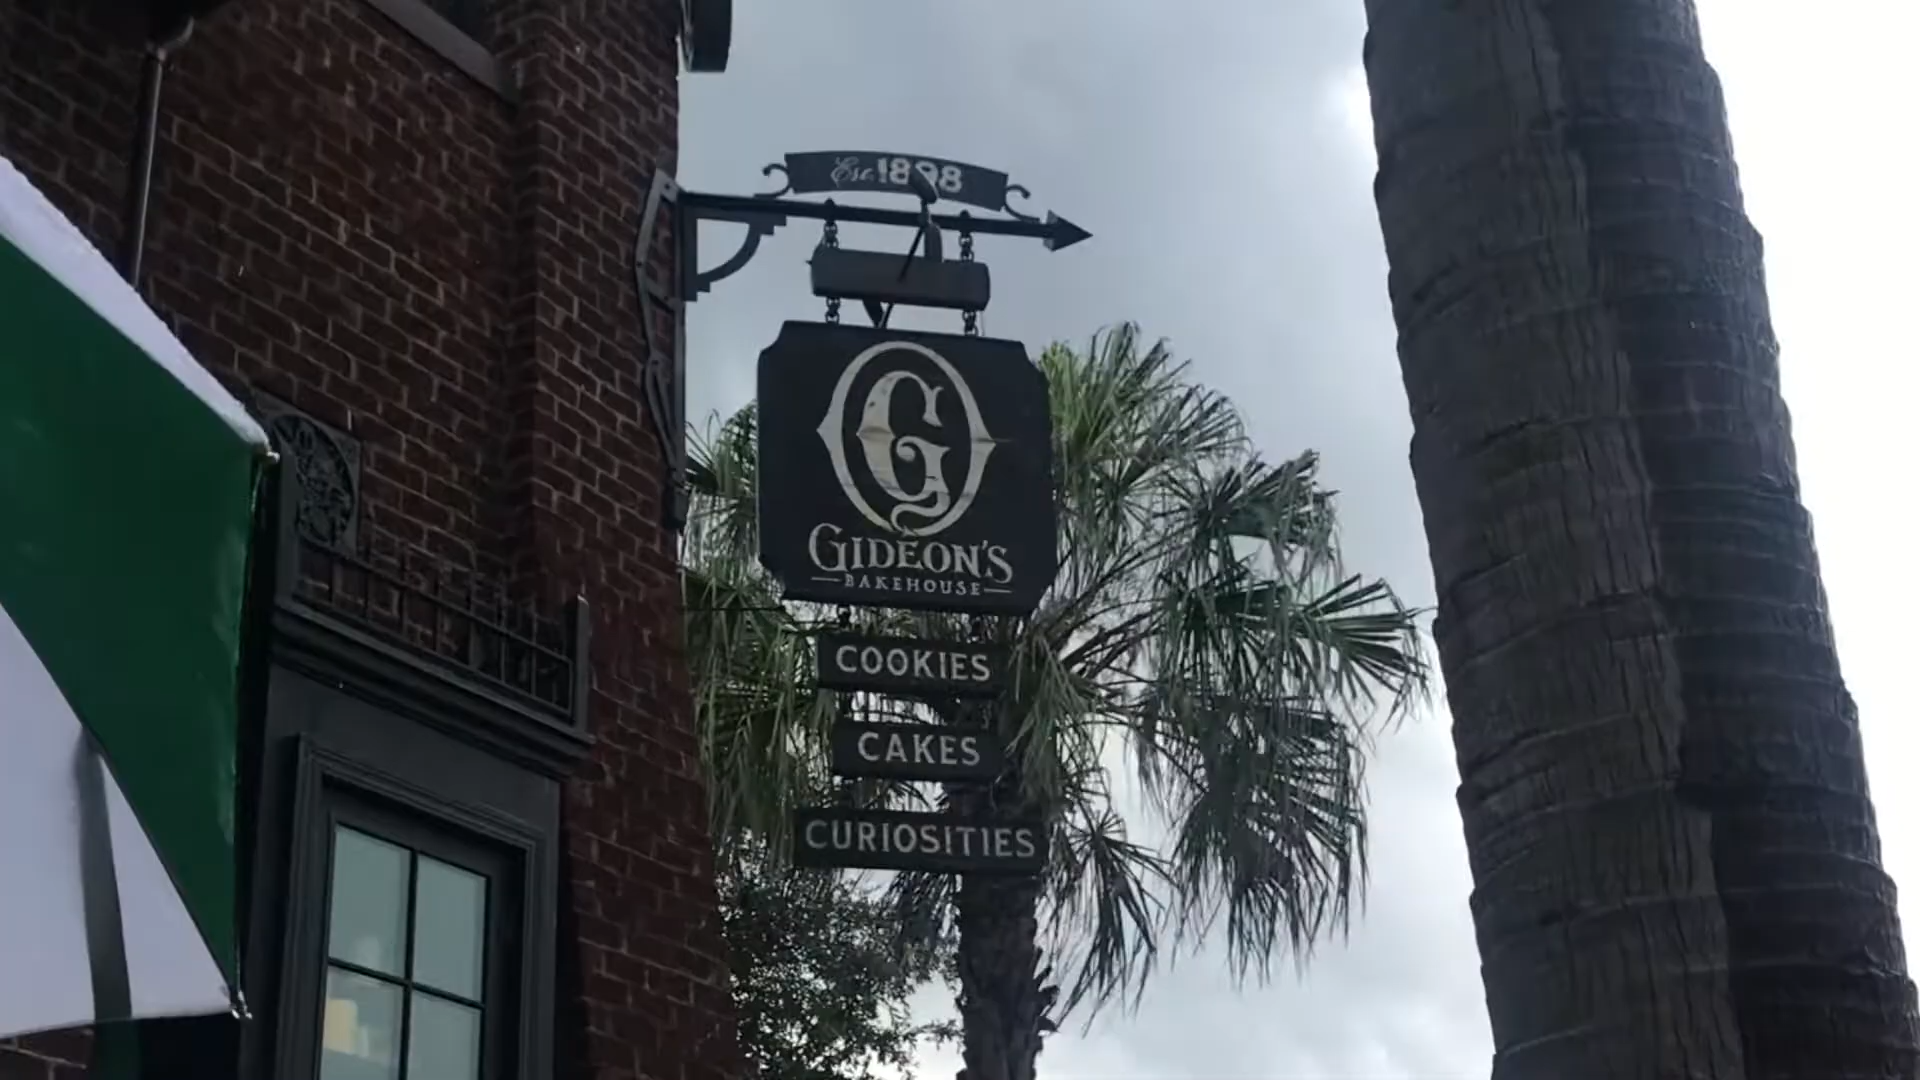 Est. 1898
G
GIDEON'S
BAKEHOUSE
COOKIES
CAKES
CURIOSITIES